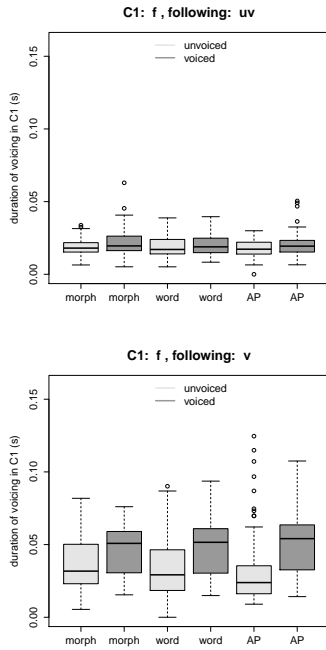 C1: f , following: uv
unvoiced
voiced
duration of voicing in C1 (s)
0.15
0.10
0.05
0.00
morph morph word word AP AP
C1: f , following: v
unvoiced
voiced
duration of voicing in C1 (s)
0.15
0.10
0.05
0.00
morph morph word word AP AP